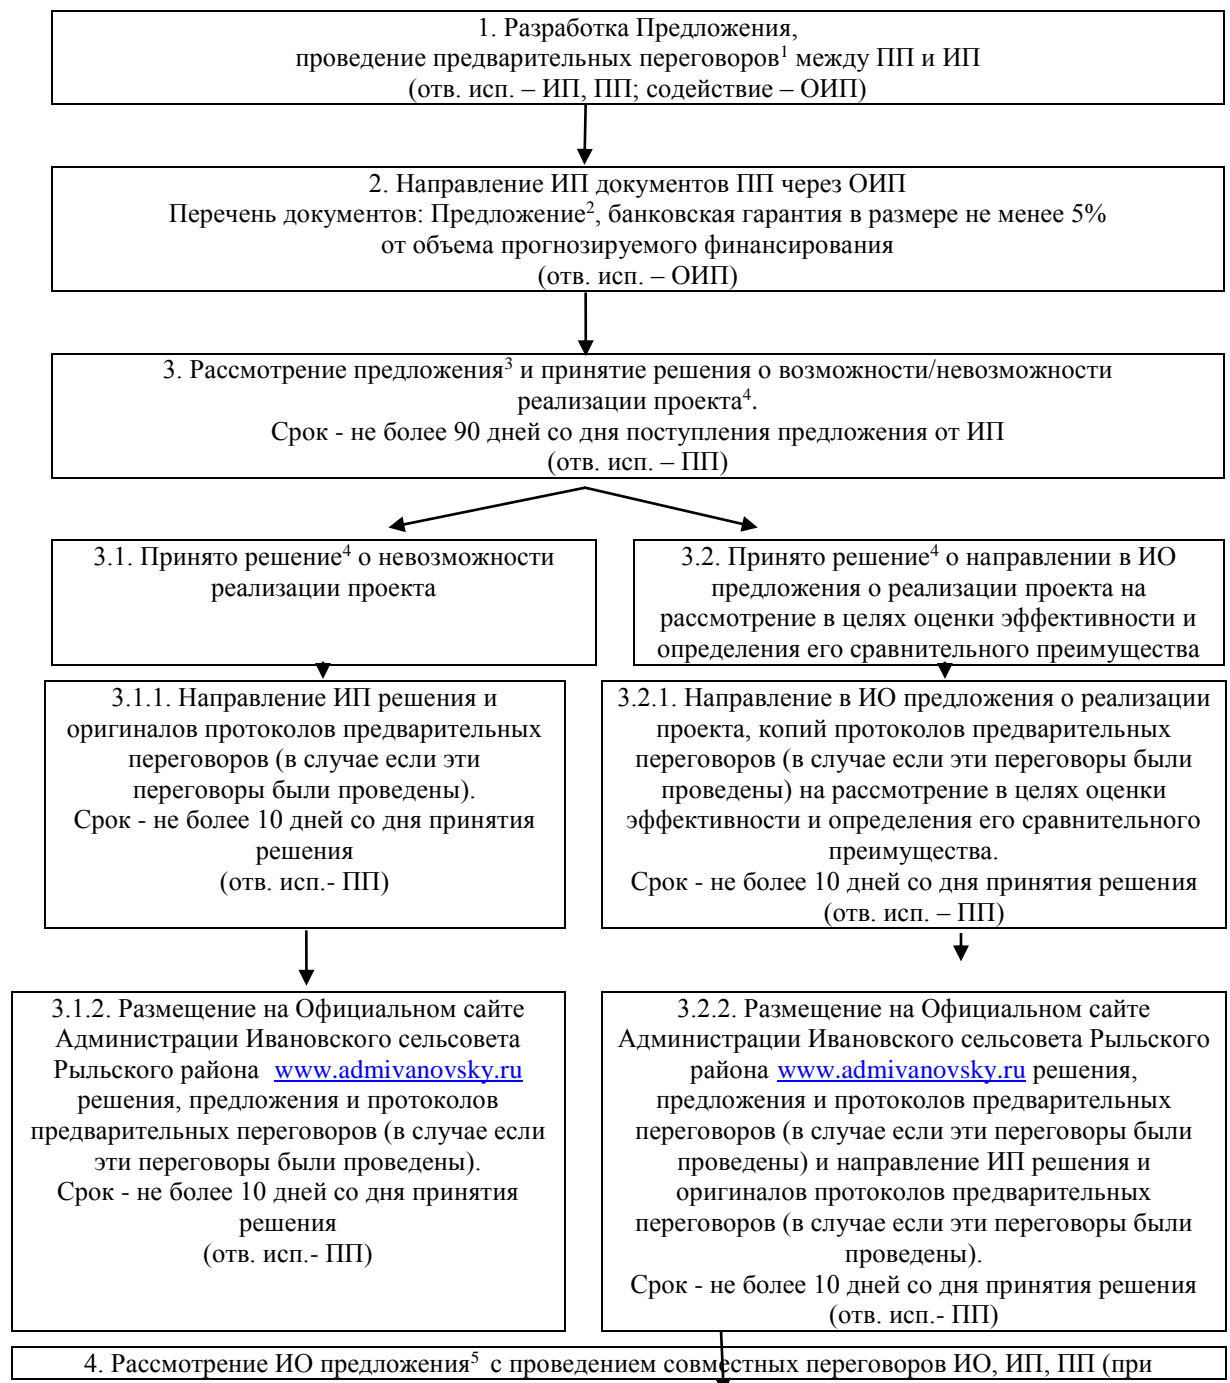 1. Разработка Предложения,
проведение предварительных переговоров¹ между ПП и ИП
(отв. исп. – ИП, ПП; содействие – ОИП)
2. Направление ИП документов ПП через ОИП
Перечень документов: Предложение², банковская гарантия в размере не менее 5%
от объема прогнозируемого финансирования
(отв. исп. – ОИП)
3. Рассмотрение предложения³ и принятие решения о возможности/невозможности
реализации проекта⁴.
Срок - не более 90 дней со дня поступления предложения от ИП
(отв. исп. – ПП)
3.1. Принято решение⁴ о невозможности
реализации проекта
3.2. Принято решение⁴ о направлении в ИО
предложения о реализации проекта на
рассмотрение в целях оценки эффективности и
определения его сравнительного преимущества
3.1.1. Направление ИП решения и
оригиналов протоколов предварительных
переговоров (в случае если эти
переговоры были проведены).
Срок - не более 10 дней со дня принятия
решения
(отв. исп.- ПП)
3.2.1. Направление в ИО предложения о реализации
проекта, копий протоколов предварительных
переговоров (в случае если эти переговоры были
проведены) на рассмотрение в целях оценки
эффективности и определения его сравнительного
преимущества.
Срок - не более 10 дней со дня принятия решения
(отв. исп. – ПП)
3.1.2. Размещение на Официальном сайте
Администрации Ивановского сельсовета
Рыльского района www.admivanovsky.ru
решения, предложения и протоколов
предварительных переговоров (в случае если
эти переговоры были проведены).
Срок - не более 10 дней со дня принятия
решения
(отв. исп.- ПП)
3.2.2. Размещение на Официальном сайте
Администрации Ивановского сельсовета Рыльского
района www.admivanovsky.ru решения,
предложения и протоколов предварительных
переговоров (в случае если эти переговоры были
проведены) и направление ИП решения и
оригиналов протоколов предварительных
переговоров (в случае если эти переговоры были
проведены).
Срок - не более 10 дней со дня принятия решения
(отв. исп.- ПП)
4. Рассмотрение ИО предложения⁵ с проведением совместных переговоров ИО, ИП, ПП (при